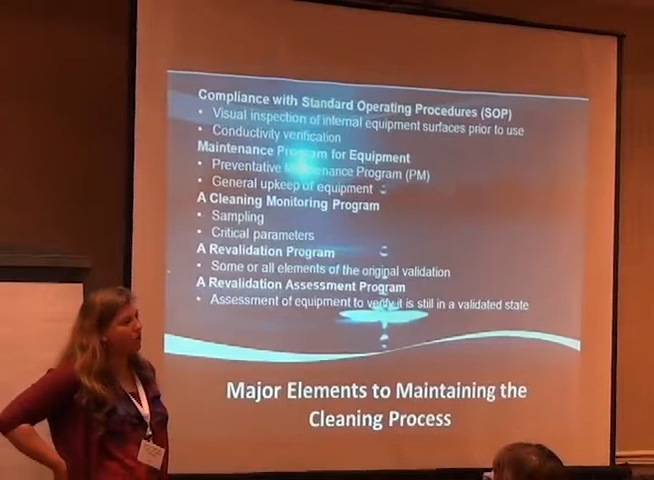 Compliance with Standard Operating Procedures (SOP)
• Visual inspection of internal equipment surfaces prior to use
• Conductivity verification
Maintenance Program for Equipment
• Preventative Maintenance Program (PM)
• General upkeep of equipment
A Cleaning Monitoring Program
• Sampling
• Critical parameters
A Revalidation Program
• Some or all elements of the original validation
A Revalidation Assessment Program
• Assessment of equipment to verify it is still in a validated state
Major Elements to Maintaining the
Cleaning Process